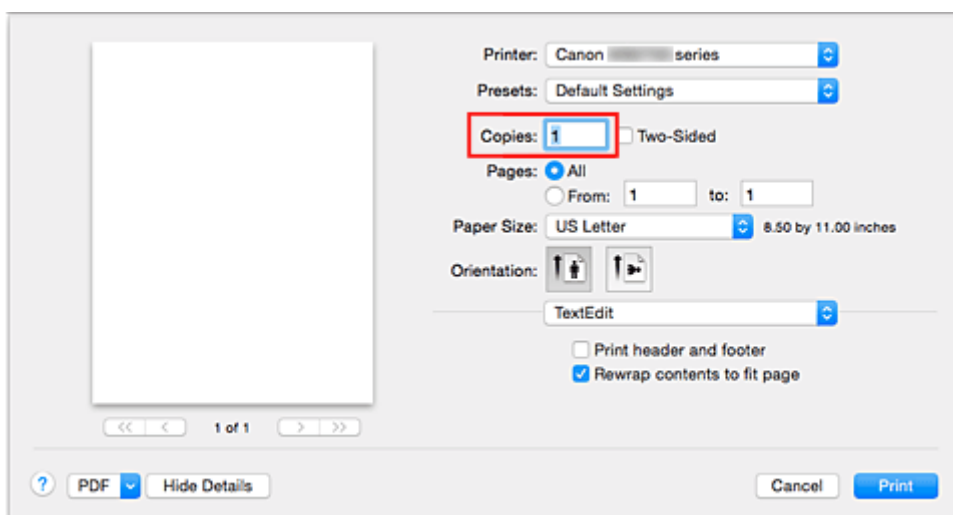 Printer: Canon series
Presets: Default Settings
Copies: 1 Two-Sided
Pages: All
From: 1 to: 1
Paper Size: US Letter 8.50 by 11.00 inches
Orientation:
TextEdit
Print header and footer
Rewrap contents to fit page
<< < 1 of 1 > >>
? PDF Hide Details Cancel Print